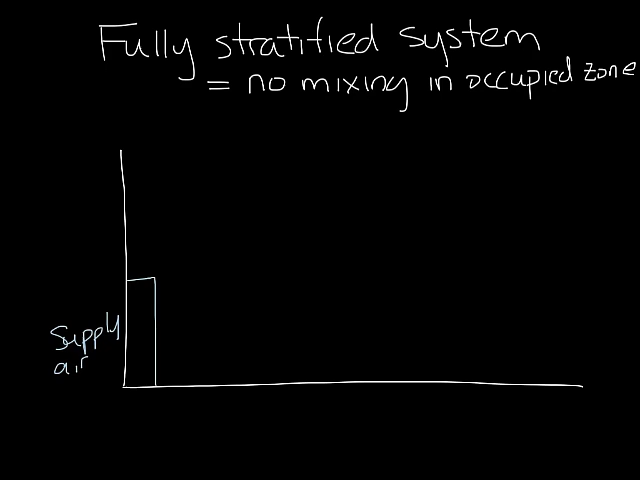 Fully stratified system
= no mixing in occupied zone
Supply
air